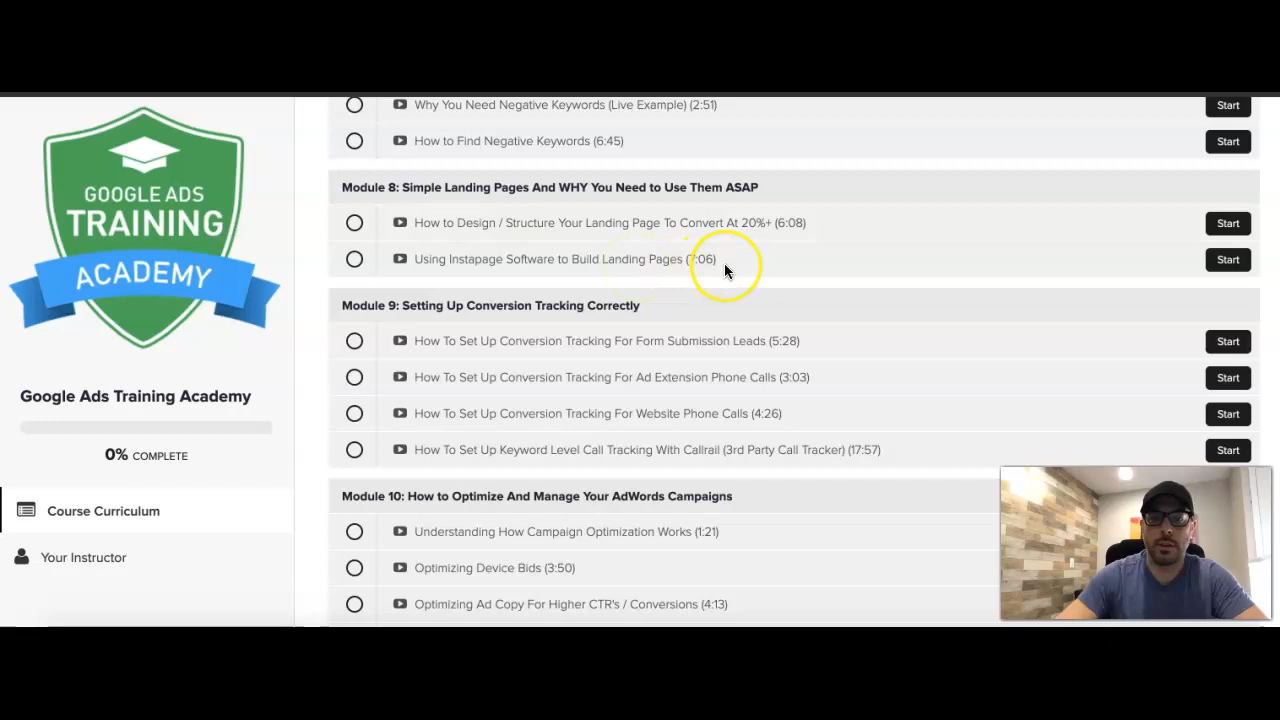 GOOGLE ADS
TRAINING
ACADEMY
Google Ads Training Academy
0% COMPLETE
Course Curriculum
Your Instructor
Why You Need Negative Keywords (Live Example) (2:51)
Start
How to Find Negative Keywords (6:45)
Start
Module 8: Simple Landing Pages And WHY You Need to Use Them ASAP
How to Design / Structure Your Landing Page To Convert At 20%+ (6:08)
Start
Using Instapage Software to Build Landing Pages
Start
Module 9: Setting Up Conversion Tracking Correctly
How To Set Up Conversion Tracking For Form Submission Leads (5:28)
Start
How To Set Up Conversion Tracking For Ad Extension Phone Calls (3:03)
Start
How To Set Up Conversion Tracking For Website Phone Calls (4:26)
Start
How To Set Up Keyword Level Call Tracking With Callrail (3rd Party Call Tracker) (17:57)
Start
Module 10: How to Optimize And Manage Your AdWords Campaigns
Understanding How Campaign Optimization Works (1:21)
Optimizing Device Bids (3:50)
Optimizing Ad Copy For Higher CTR's / Conversions (4:13)